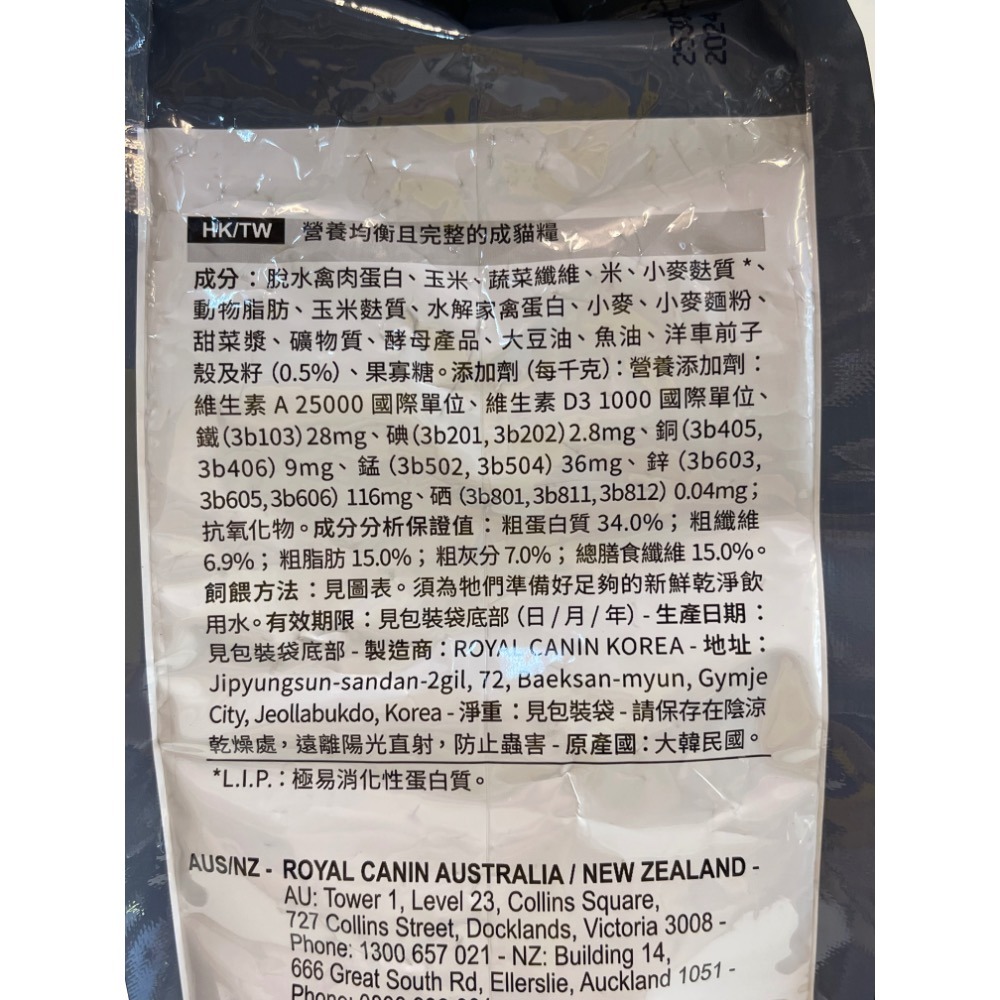 2024
HK/TW 營養均衡且完整的成貓糧
成分：脫水禽肉蛋白、玉米、蔬菜纖維、米、小麥麩質*、
動物脂肪、玉米麩質、水解家禽蛋白、小麥、小麥麵粉、
甜菜漿、礦物質、酵母產品、大豆油、魚油、洋車前子
殼及籽 (0.5%)、果寡糖。添加劑 (每千克)：營養添加劑：
維生素 A 25000 國際單位、維生素 D3 1000 國際單位、
鐵 (3b103) 28mg、碘 (3b201, 3b202) 2.8mg、銅 (3b405,
3b406) 9mg、錳 (3b502, 3b504) 36mg、鋅 (3b603,
3b605, 3b606) 116mg、硒 (3b801, 3b811, 3b812) 0.04mg；
抗氧化物。成分分析保證值：粗蛋白質 34.0%；粗纖維
6.9%；粗脂肪 15.0%；粗灰分 7.0%；總膳食纖維 15.0%。
飼餵方法：見圖表。須為牠們準備好足夠的新鮮乾淨飲
用水。有效期限：見包裝袋底部 (日/月/年) - 生產日期：
見包裝袋底部 - 製造商：ROYAL CANIN KOREA - 地址：
Jipyungsun-sandan-2gil, 72, Baeksan-myun, Gymje
City, Jeollabukdo, Korea - 淨重：見包裝袋 - 請保存在陰涼
乾燥處，遠離陽光直射，防止蟲害 - 原產國：大韓民國。
*L.I.P.：極易消化性蛋白質。
AUS/NZ - ROYAL CANIN AUSTRALIA / NEW ZEALAND -
AU: Tower 1, Level 23, Collins Square,
727 Collins Street, Docklands, Victoria 3008 -
Phone: 1300 657 021 - NZ: Building 14,
666 Great South Rd, Ellerslie, Auckland 1051 -
Phone: